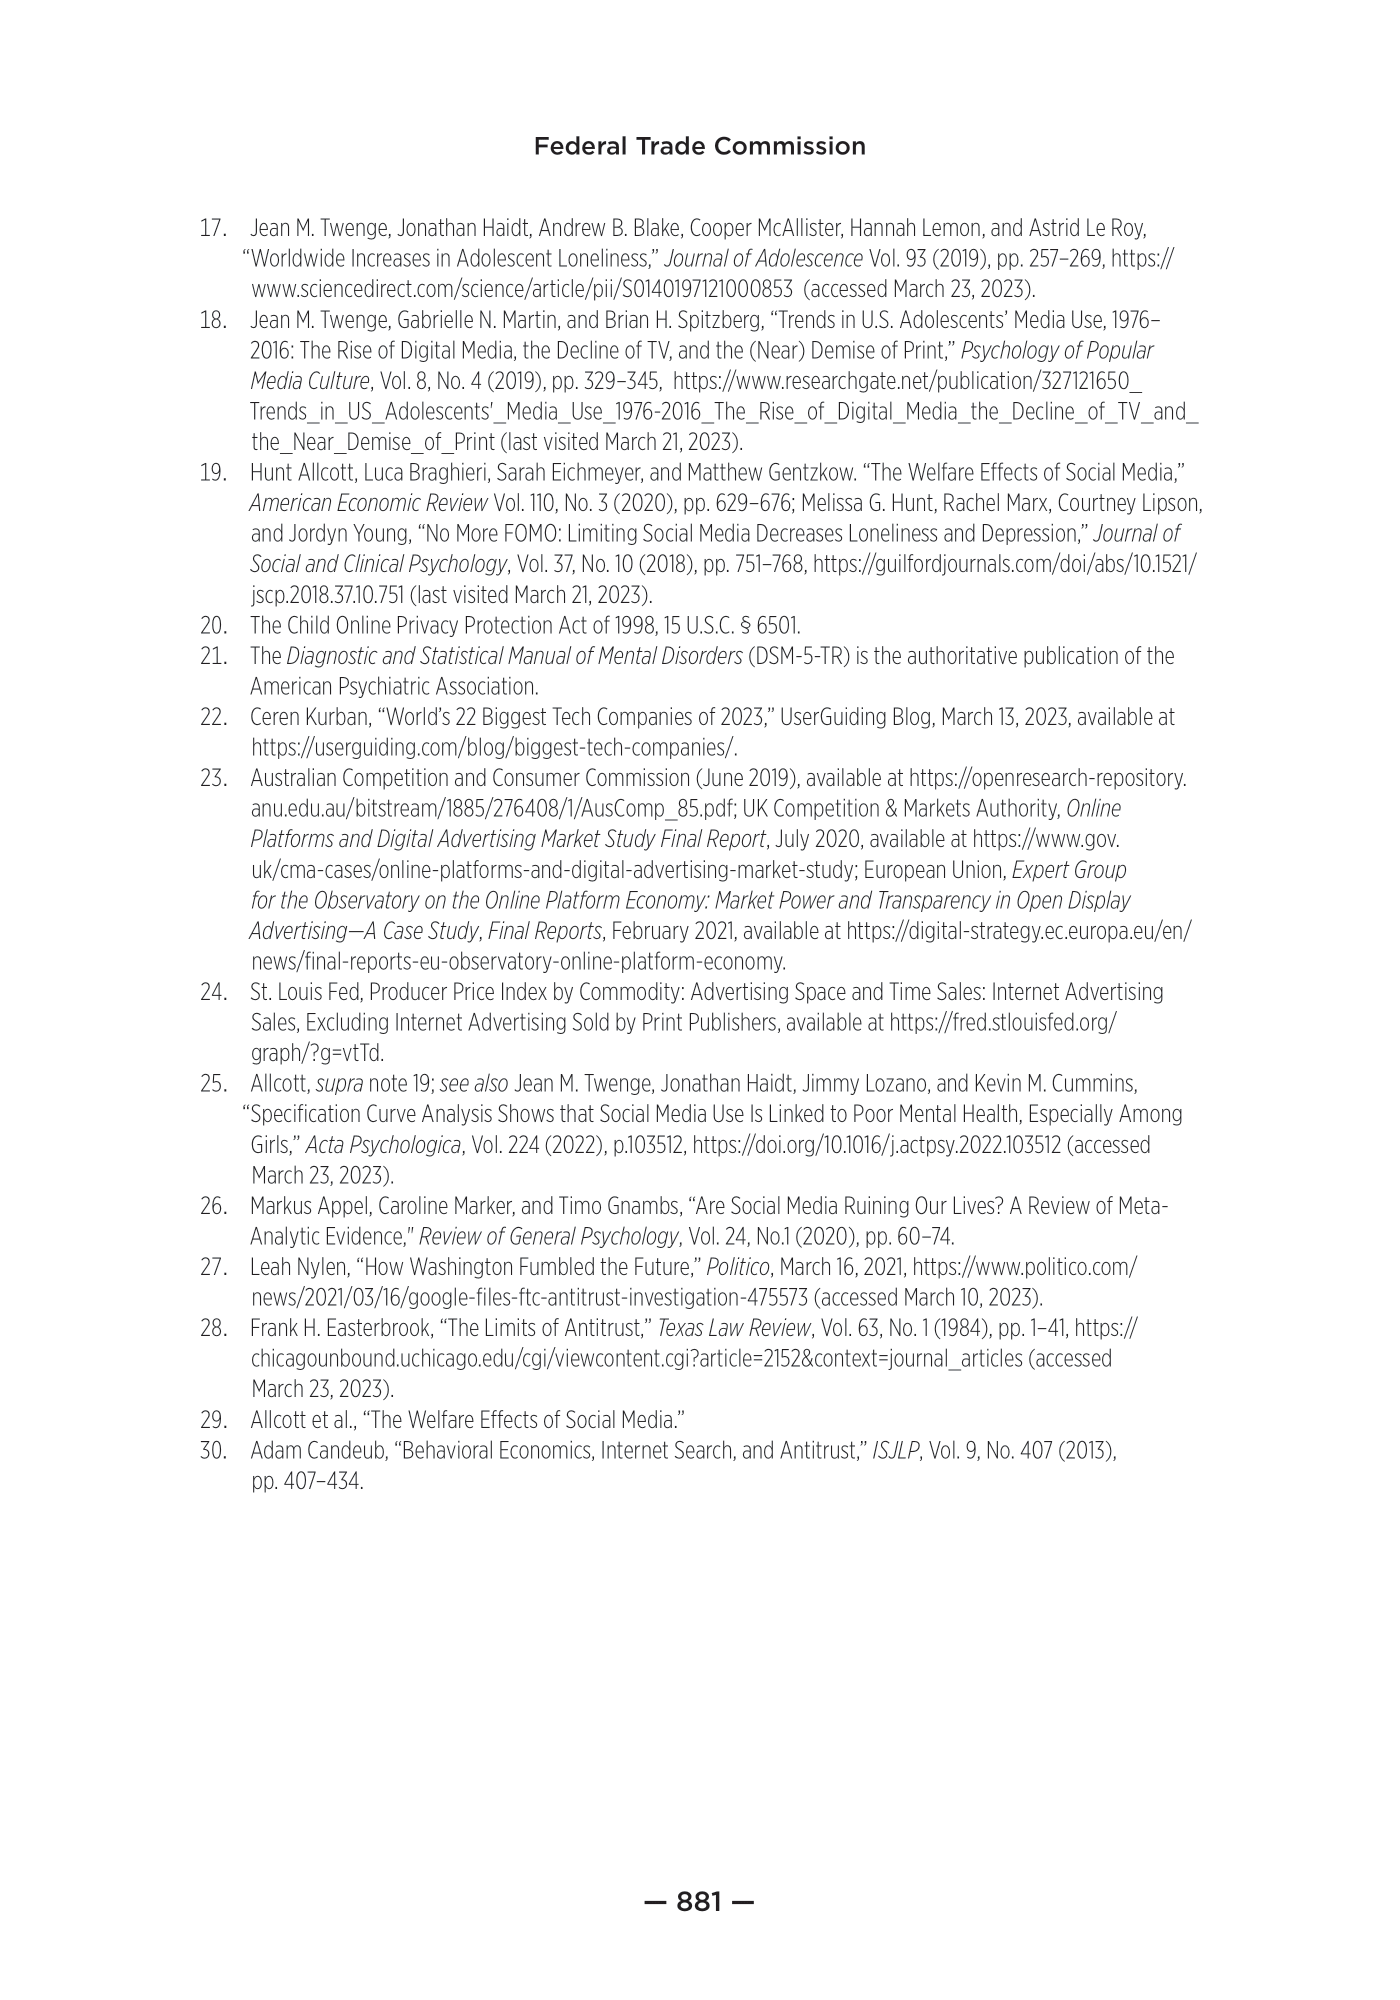 Federal Trade Commission
17. Jean M. Twenge, Jonathan Haidt, Andrew B. Blake, Cooper McAllister, Hannah Lemon, and Astrid Le Roy,
“Worldwide Increases in Adolescent Loneliness,” Journal of Adolescence Vol. 93 (2019), pp. 257–269, https://
www.sciencedirect.com/science/article/pii/S0140197121000853 (accessed March 23, 2023).
18. Jean M. Twenge, Gabrielle N. Martin, and Brian H. Spitzberg, “Trends in U.S. Adolescents’ Media Use, 1976–
2016: The Rise of Digital Media, the Decline of TV, and the (Near) Demise of Print,” Psychology of Popular
Media Culture, Vol. 8, No. 4 (2019), pp. 329–345, https://www.researchgate.net/publication/327121650_
Trends_in_US_Adolescents'_Media_Use_1976-2016_The_Rise_of_Digital_Media_the_Decline_of_TV_and_
the_Near_Demise_of_Print (last visited March 21, 2023).
19. Hunt Allcott, Luca Braghieri, Sarah Eichmeyer, and Matthew Gentzkow. “The Welfare Effects of Social Media,”
American Economic Review Vol. 110, No. 3 (2020), pp. 629–676; Melissa G. Hunt, Rachel Marx, Courtney Lipson,
and Jordyn Young, “No More FOMO: Limiting Social Media Decreases Loneliness and Depression,” Journal of
Social and Clinical Psychology, Vol. 37, No. 10 (2018), pp. 751–768, https://guilfordjournals.com/doi/abs/10.1521/
jscp.2018.37.10.751 (last visited March 21, 2023).
20. The Child Online Privacy Protection Act of 1998, 15 U.S.C. § 6501.
21. The Diagnostic and Statistical Manual of Mental Disorders (DSM-5-TR) is the authoritative publication of the
American Psychiatric Association.
22. Ceren Kurban, “World’s 22 Biggest Tech Companies of 2023,” UserGuiding Blog, March 13, 2023, available at
https://userguiding.com/blog/biggest-tech-companies/.
23. Australian Competition and Consumer Commission (June 2019), available at https://openresearch-repository.
anu.edu.au/bitstream/1885/276408/1/AusComp_85.pdf; UK Competition & Markets Authority, Online
Platforms and Digital Advertising Market Study Final Report, July 2020, available at https://www.gov.
uk/cma-cases/online-platforms-and-digital-advertising-market-study; European Union, Expert Group
for the Observatory on the Online Platform Economy: Market Power and Transparency in Open Display
Advertising—A Case Study, Final Reports, February 2021, available at https://digital-strategy.ec.europa.eu/en/
news/final-reports-eu-observatory-online-platform-economy.
24. St. Louis Fed, Producer Price Index by Commodity: Advertising Space and Time Sales: Internet Advertising
Sales, Excluding Internet Advertising Sold by Print Publishers, available at https://fred.stlouisfed.org/
graph/?g=vtTd.
25. Allcott, supra note 19; see also Jean M. Twenge, Jonathan Haidt, Jimmy Lozano, and Kevin M. Cummins,
“Specification Curve Analysis Shows that Social Media Use Is Linked to Poor Mental Health, Especially Among
Girls,” Acta Psychologica, Vol. 224 (2022), p.103512, https://doi.org/10.1016/j.actpsy.2022.103512 (accessed
March 23, 2023).
26. Markus Appel, Caroline Marker, and Timo Gnambs, “Are Social Media Ruining Our Lives? A Review of Meta-
Analytic Evidence," Review of General Psychology, Vol. 24, No.1 (2020), pp. 60–74.
27. Leah Nylen, “How Washington Fumbled the Future,” Politico, March 16, 2021, https://www.politico.com/
news/2021/03/16/google-files-ftc-antitrust-investigation-475573 (accessed March 10, 2023).
28. Frank H. Easterbrook, “The Limits of Antitrust,” Texas Law Review, Vol. 63, No. 1 (1984), pp. 1–41, https://
chicagounbound.uchicago.edu/cgi/viewcontent.cgi?article=2152&context=journal_articles (accessed
March 23, 2023).
29. Allcott et al., “The Welfare Effects of Social Media.”
30. Adam Candeub, “Behavioral Economics, Internet Search, and Antitrust,” ISJLP, Vol. 9, No. 407 (2013),
pp. 407–434.
— 881 —